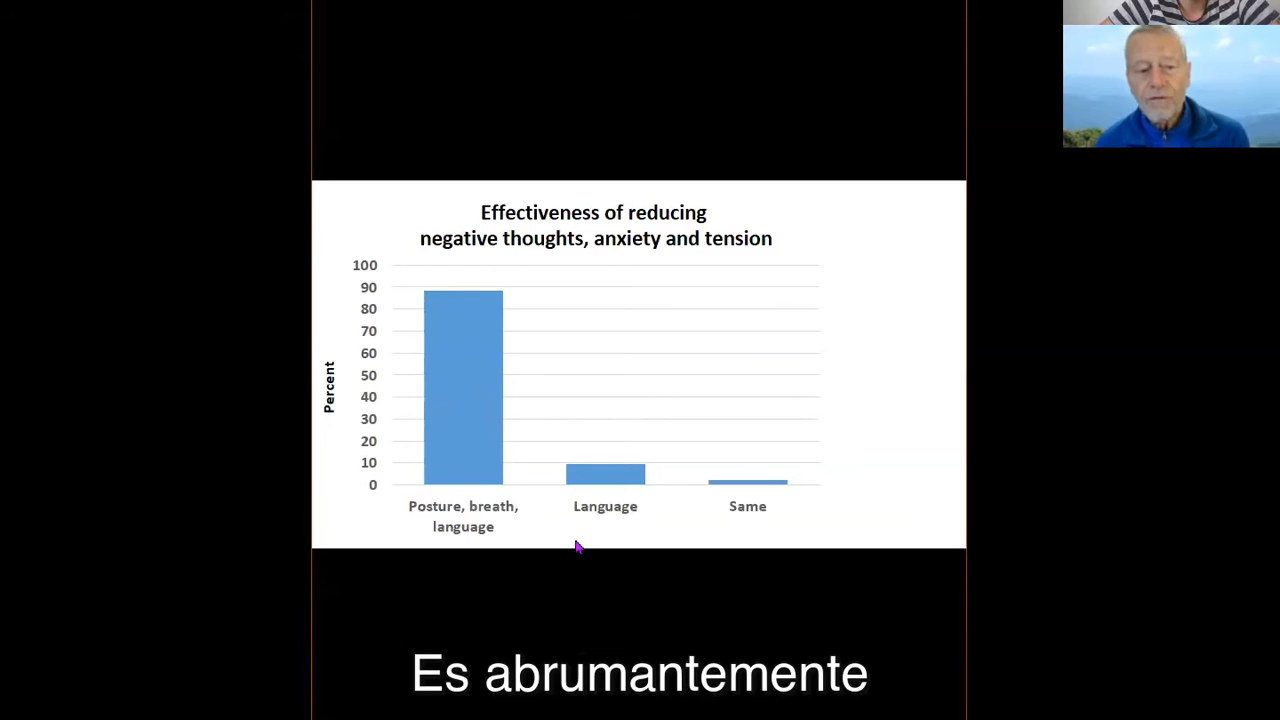 Effectiveness of reducing
negative thoughts, anxiety and tension
100
90
80
70
60
50
40
30
20
10
0
Percent
Posture, breath,
language
Language
Same
Es abrumantemente